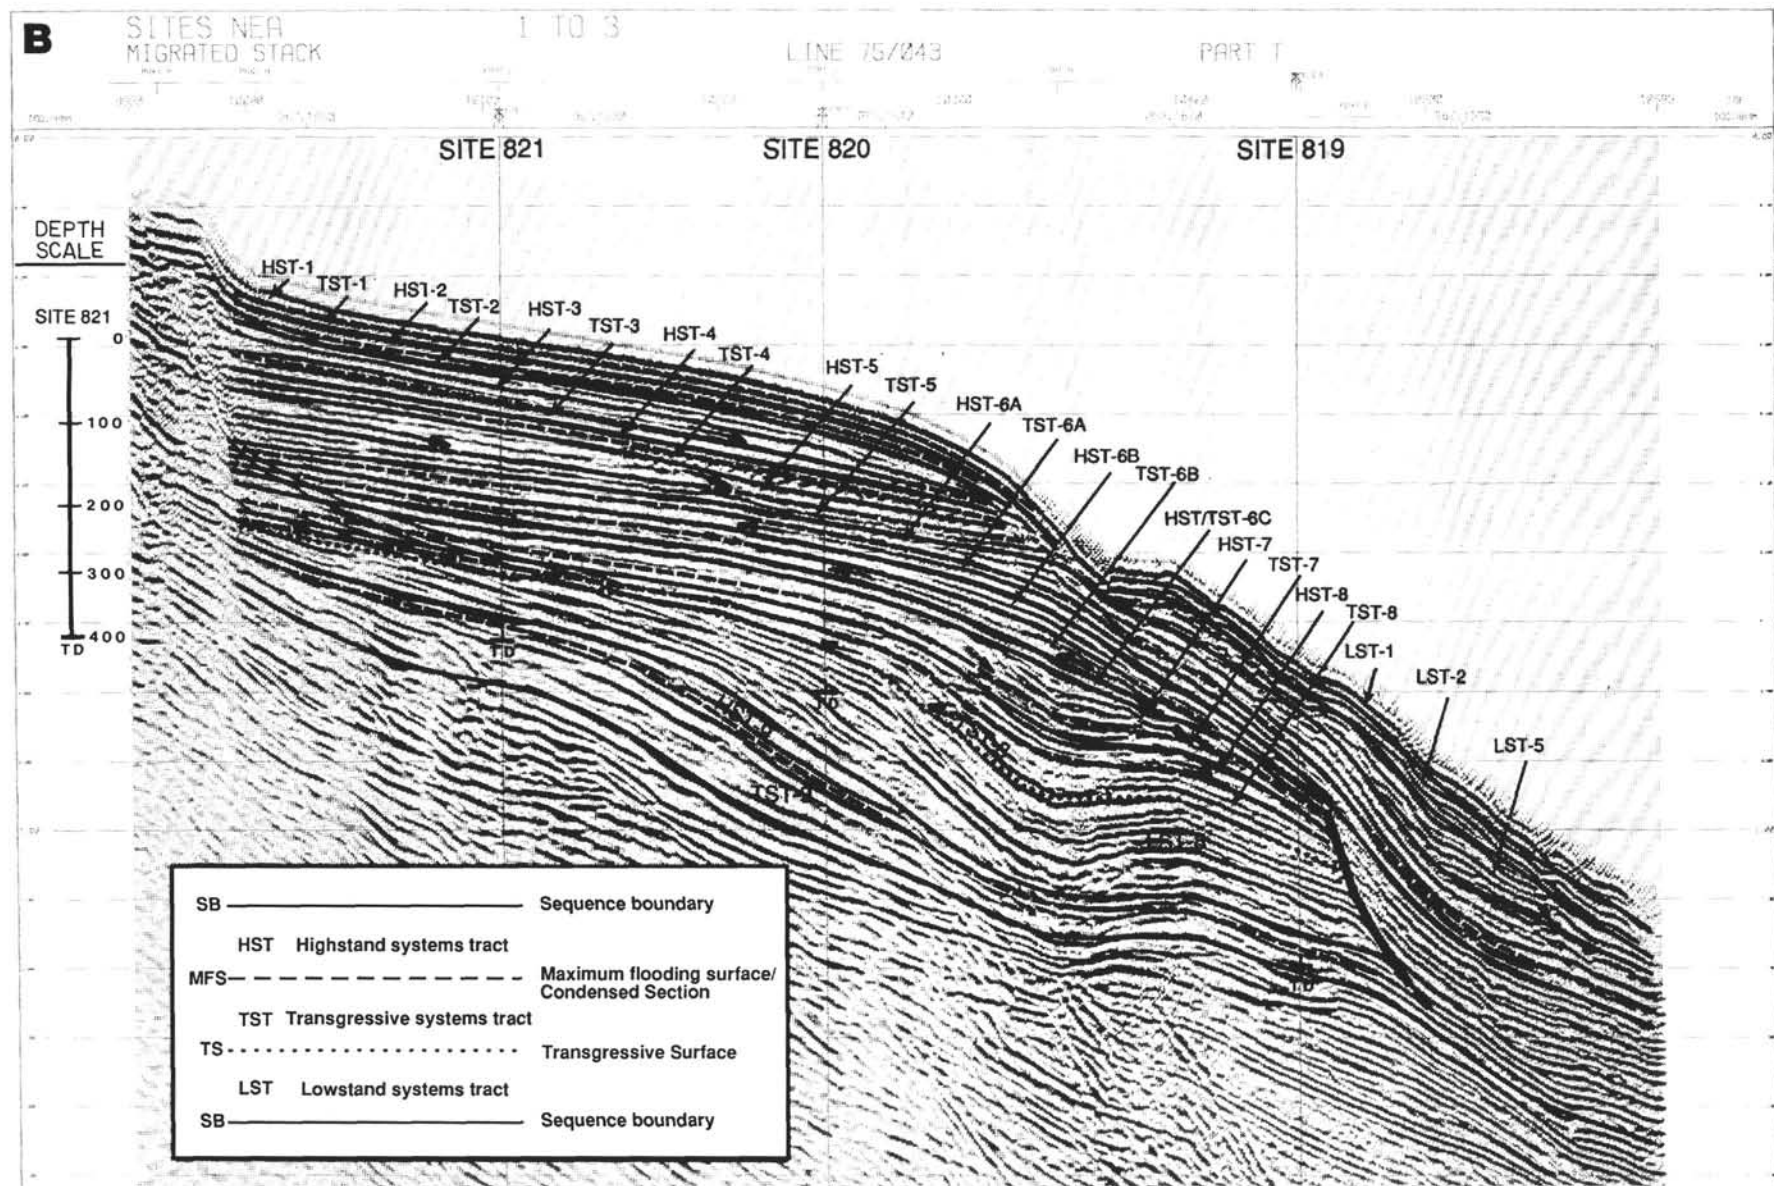 B
SITES NEA 1 TO 3
MIGRATED STACK
LINE 75/043
PART T
SITE 821
SITE 820
SITE 819
DEPTH
SCALE
SITE 821
0
100
200
300
400
TD
HST-1
TST-1
HST-2
TST-2
HST-3
TST-3
HST-4
TST-4
HST-5
TST-5
HST-6A
TST-6A
HST-6B
TST-6B
HST/TST-6C
HST-7
TST-7
HST-8
TST-8
LST-1
LST-2
LST-5
TD
TD
TD
SB Sequence boundary
HST Highstand systems tract
MFS Maximum flooding surface/
Condensed Section
TST Transgressive systems tract
TS Transgressive Surface
LST Lowstand systems tract
SB Sequence boundary